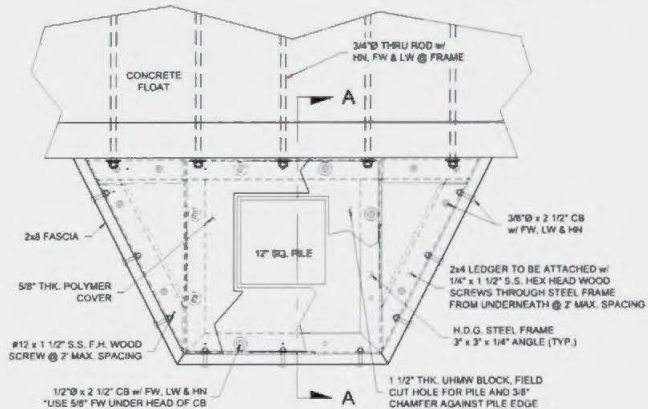 3/4"Ø THRU ROD w/
HN, FW & LW @ FRAME
CONCRETE
FLOAT
A
2x8 FASCIA
12" SQ. PILE
3/8"Ø x 2 1/2" CB
w/ FW, LW & HN
5/8" THK. POLYMER
COVER
2x4 LEDGER TO BE ATTACHED w/
1/4" x 1 1/2" S.S. HEX HEAD WOOD
SCREWS THROUGH STEEL FRAME
FROM UNDERNEATH @ 2' MAX. SPACING
#12 x 1 1/2" S.S. F.H. WOOD
SCREW @ 2' MAX. SPACING
H.D.G. STEEL FRAME
3" x 3" x 1/4" ANGLE (TYP.)
1/2"Ø x 2 1/2" CB w/ FW, LW & HN
*USE 5/8" FW UNDER HEAD OF CB
A
1 1/2" THK. UHMW BLOCK, FIELD
CUT HOLE FOR PILE AND 3/8"
CHAMFER AGAINST PILE EDGE